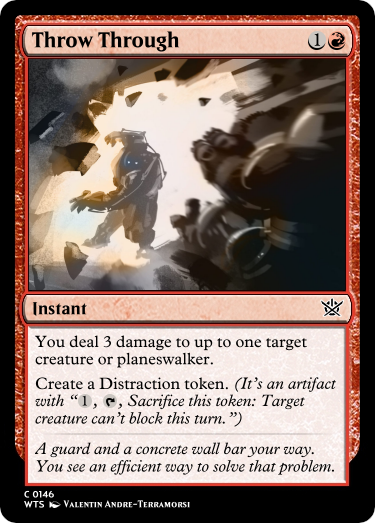 Throw Through 1
Instant
You deal 3 damage to up to one target
creature or planeswalker.
Create a Distraction token. (It's an artifact
with “1, , Sacrifice this token: Target
creature can't block this turn.”)
A guard and a concrete wall bar your way.
You see an efficient way to solve that problem.
C 0146
WTS Valentin Andre-Terramorsi